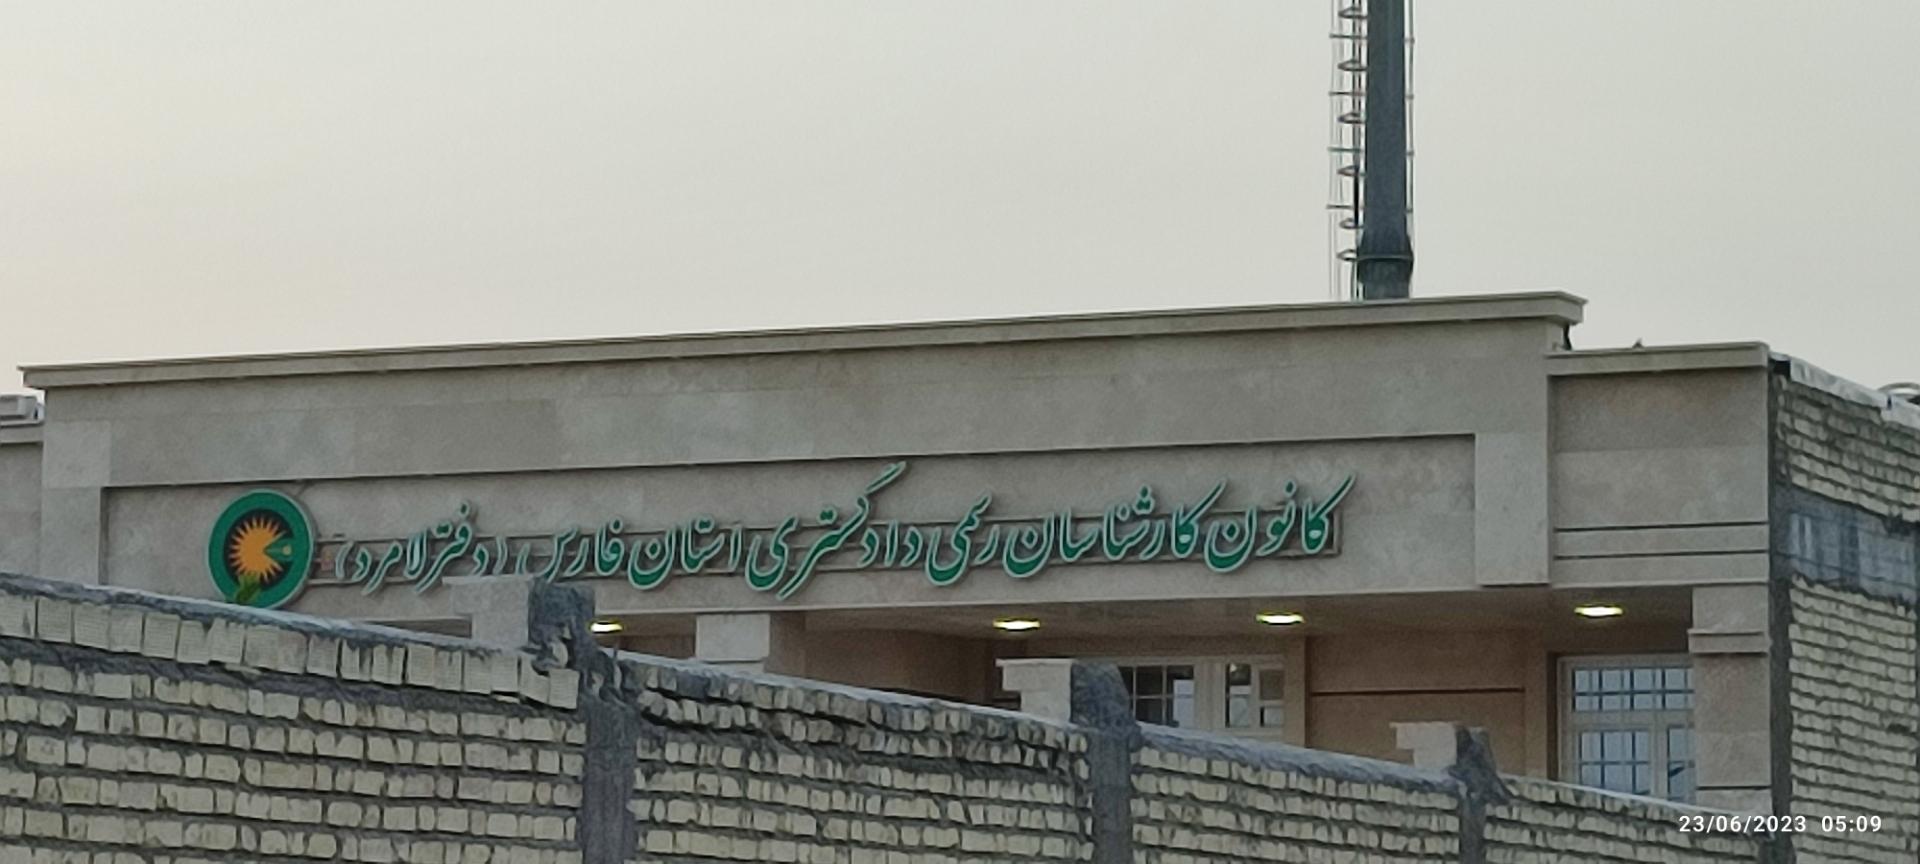 کانون کارشناسان رسمی دادگستری استان فارس (دفتر لامرد)
23/06/2023 05:09